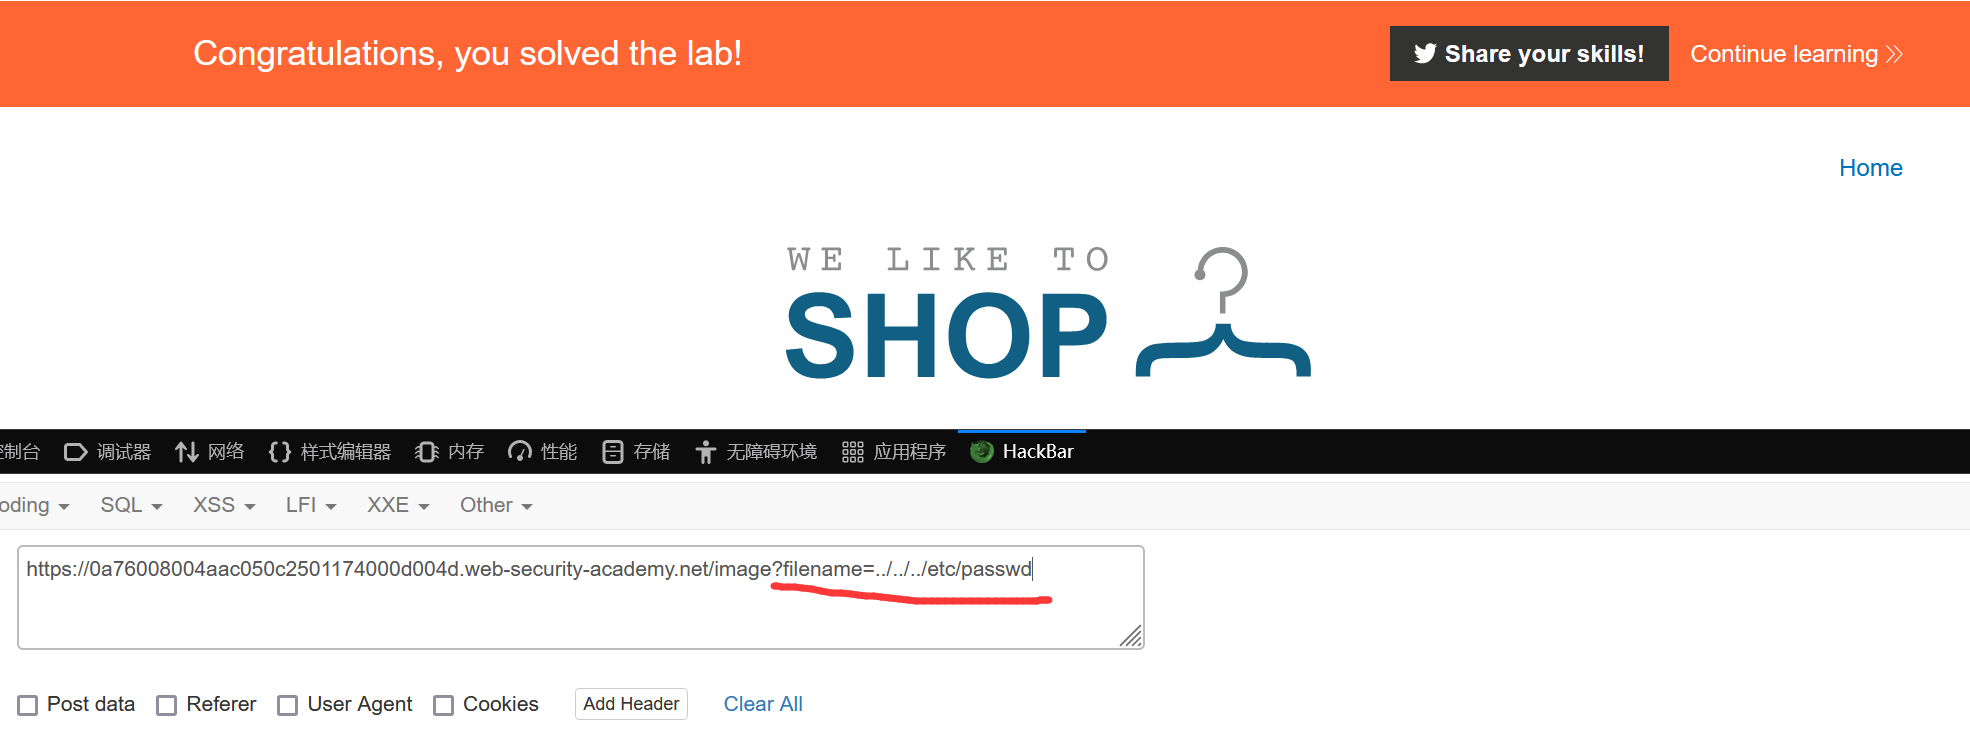 Congratulations, you solved the lab!
Share your skills!
Continue learning
Home
WE LIKE TO
SHOP
控制台 调试器 网络 {} 样式编辑器 内存 性能 存储 无障碍环境 应用程序 HackBar
oding SQL XSS LFI XXE Other
https://0a76008004aac050c2501174000d004d.web-security-academy.net/image?filename=../../../etc/passwd
Post data Referer User Agent Cookies Add Header Clear All